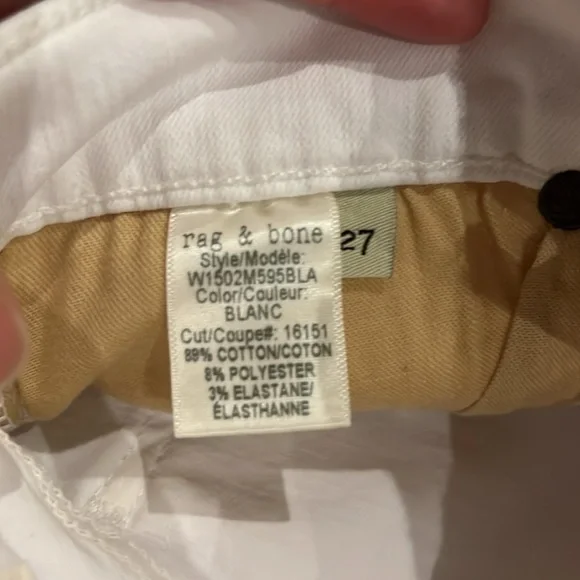 rag & bone
Style/Modèle:
W1502M595BLA
Color/Couleur:
BLANC
Cut/Coupe#: 16151
89% COTTON/COTON
8% POLYESTER
3% ELASTANE/
ÉLASTHANNE
27